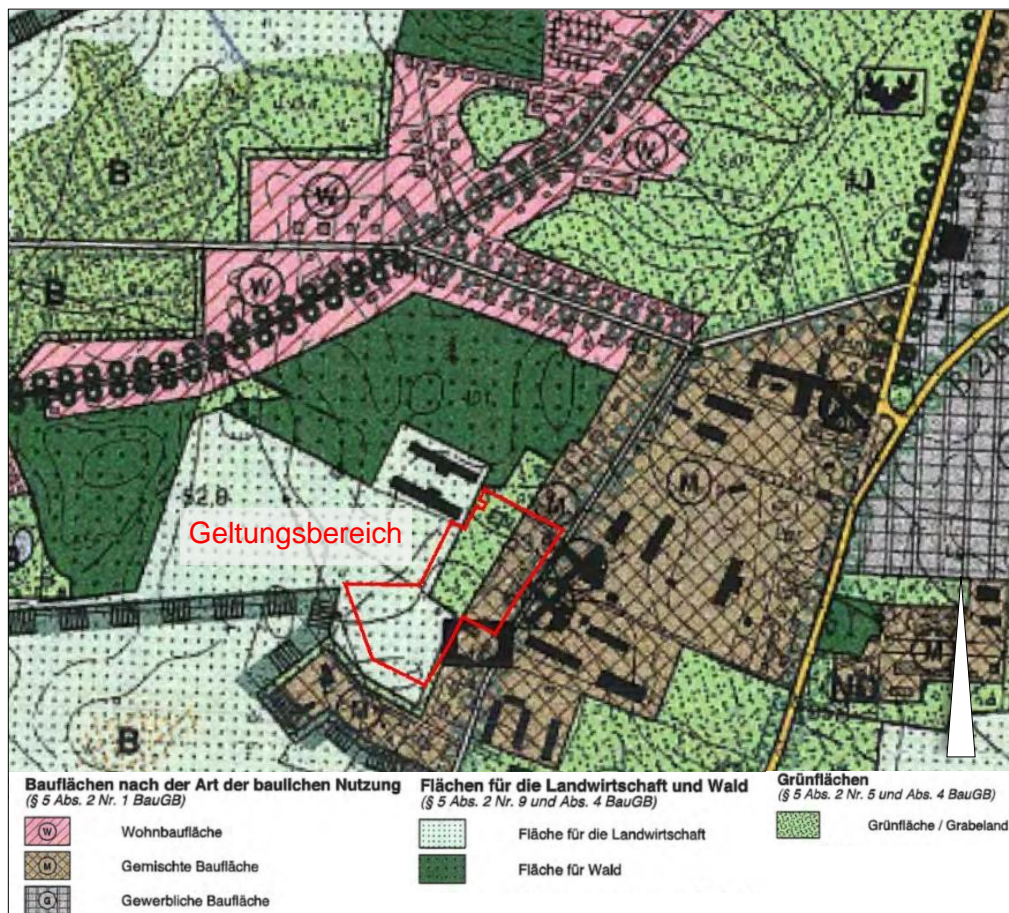 B
W
W
B
W
M
M
52.8
Geltungsbereich
M
M
B
Bauflächen nach der Art der baulichen Nutzung
(§ 5 Abs. 2 Nr. 1 BauGB)
W Wohnbaufläche
M Gemischte Baufläche
G Gewerbliche Baufläche
Flächen für die Landwirtschaft und Wald
(§ 5 Abs. 2 Nr. 9 und Abs. 4 BauGB)
Fläche für die Landwirtschaft
Fläche für Wald
Grünflächen
(§ 5 Abs. 2 Nr. 5 und Abs. 4 BauGB)
Grünfläche / Grabeland